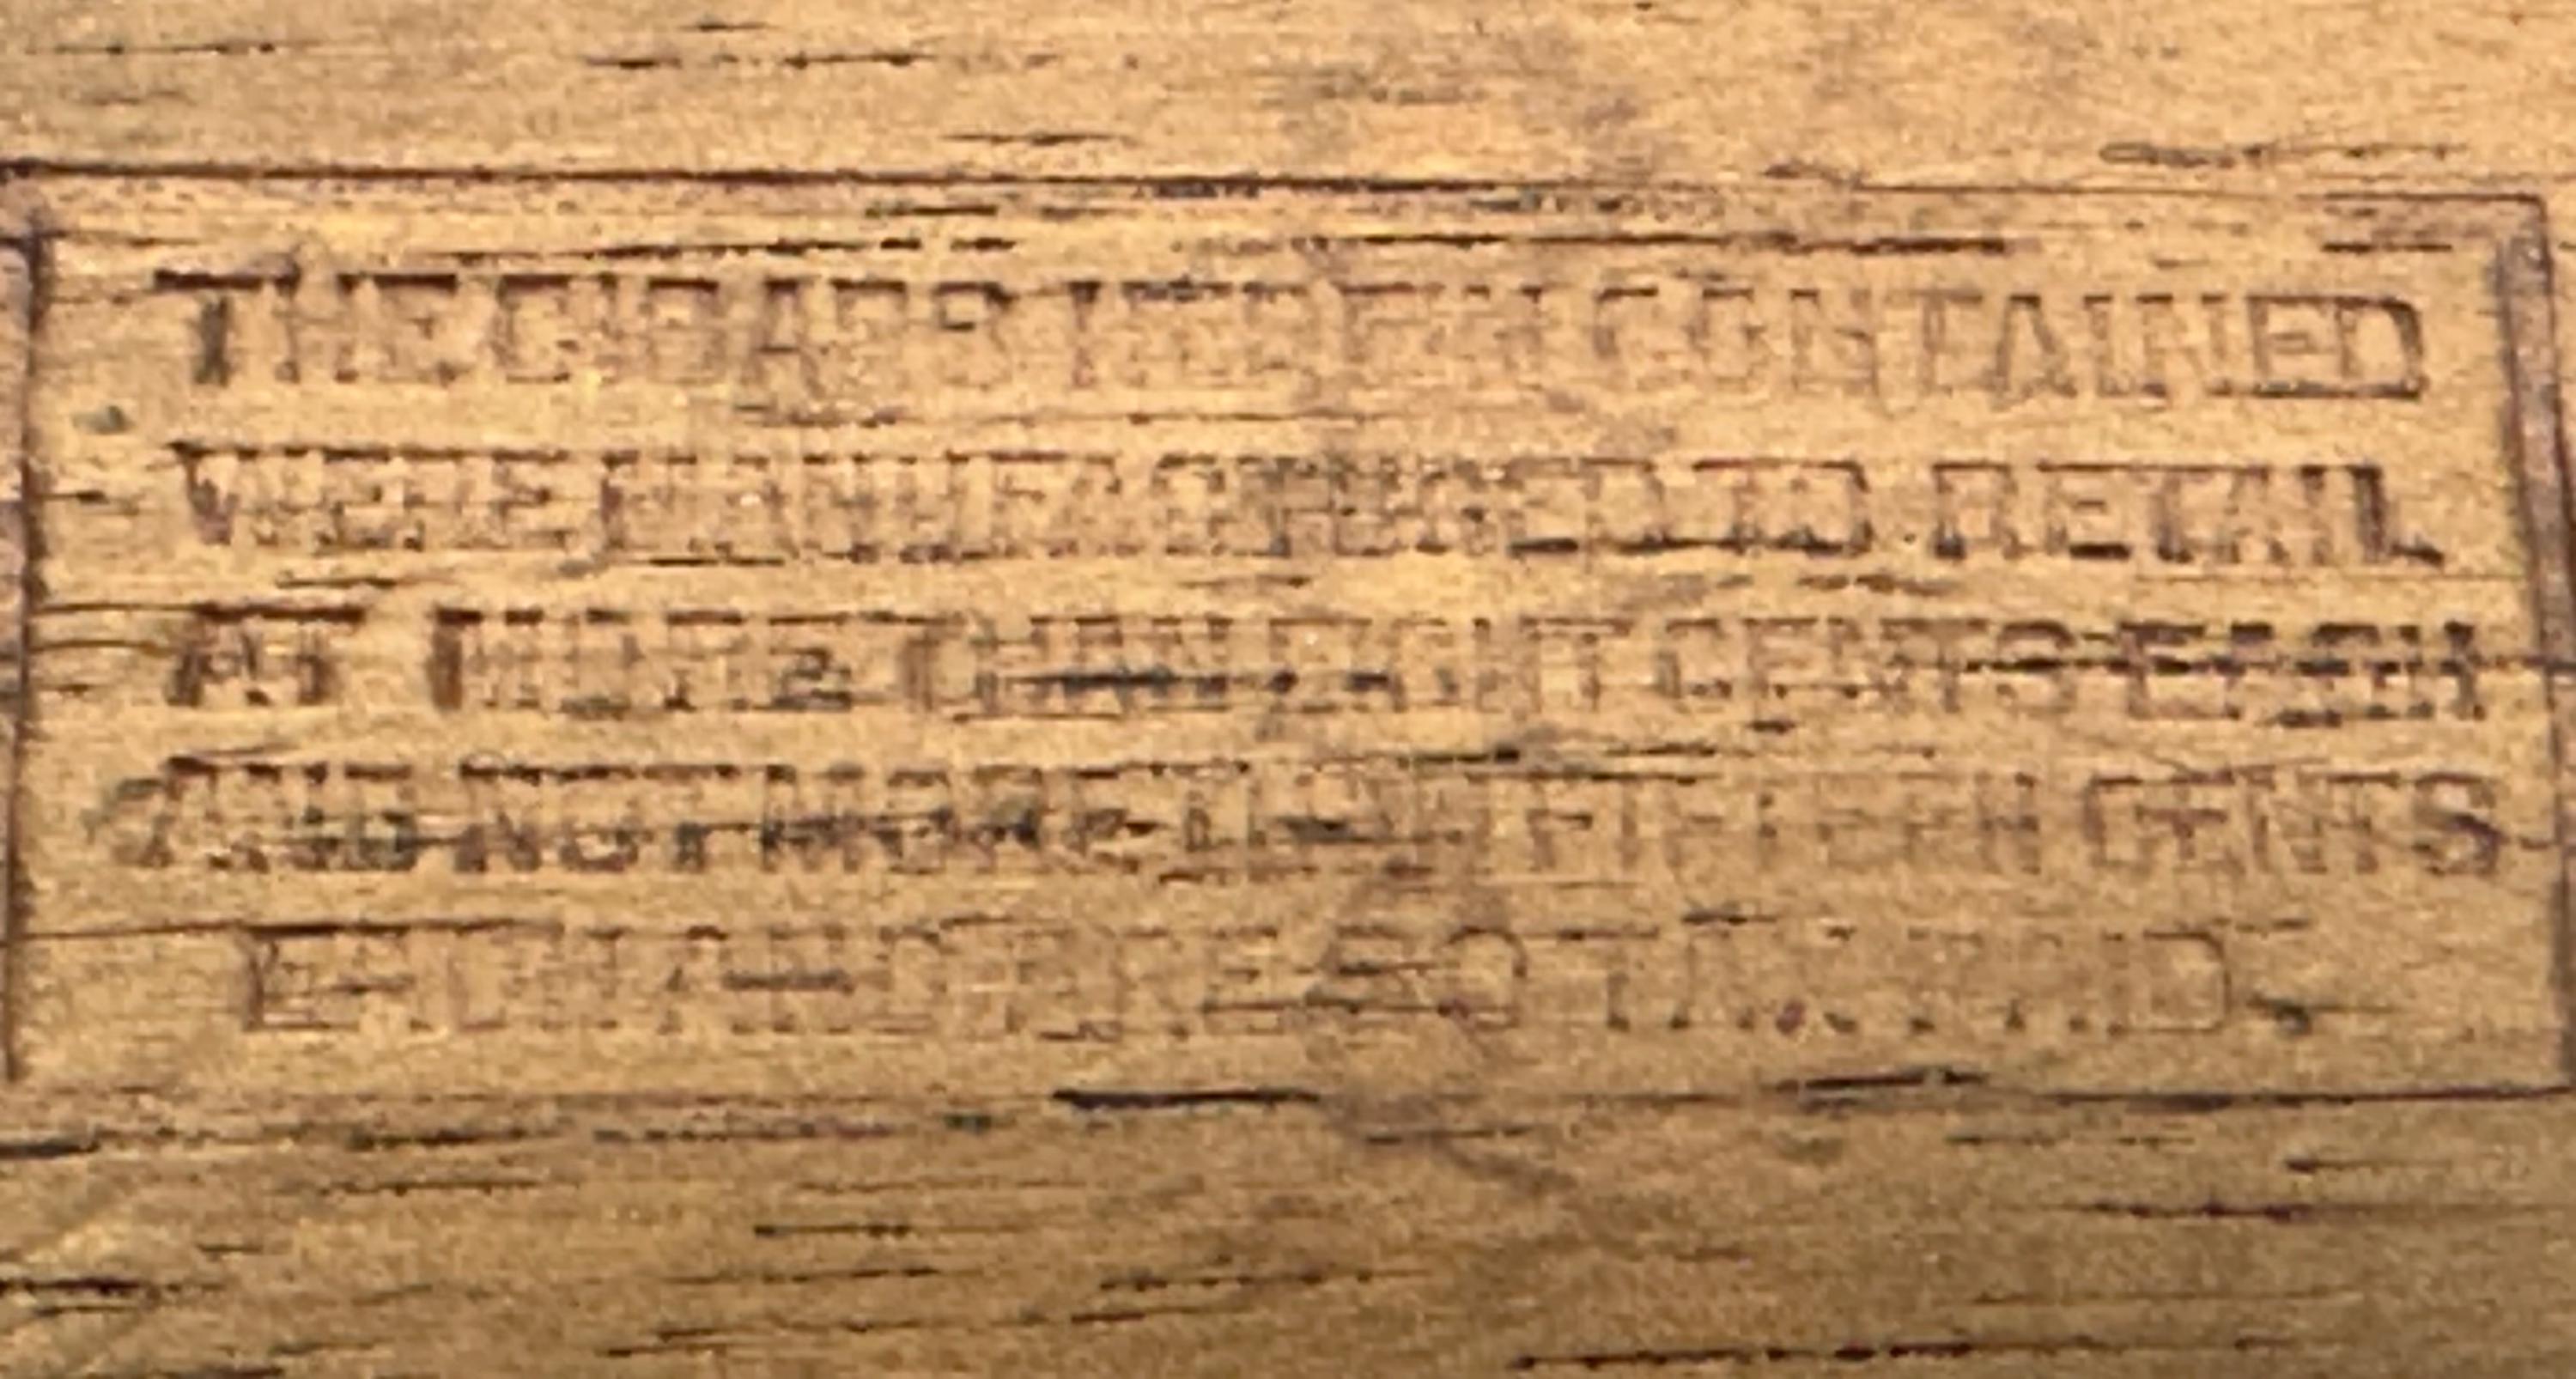 THE CIGARS HEREIN CONTAINED
WERE MANUFACTURED TO RETAIL
AT MORE THAN EIGHT CENTS EACH
AND NOT MORE THAN FIFTEEN CENTS